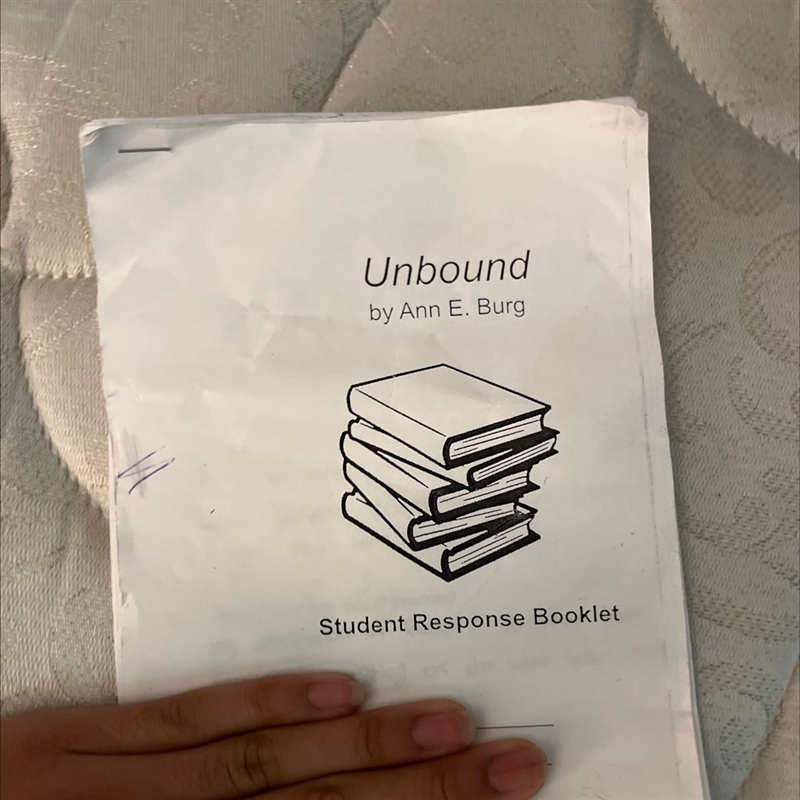 Unbound
by Ann E. Burg
Student Response Booklet